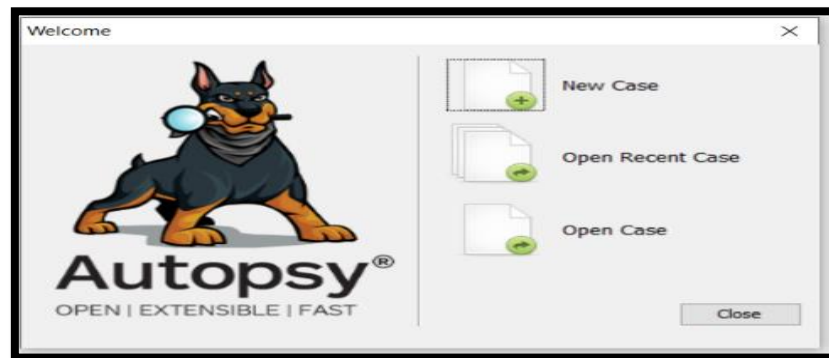 Welcome
New Case
Open Recent Case
Open Case
Autopsy®
OPEN | EXTENSIBLE | FAST
Close